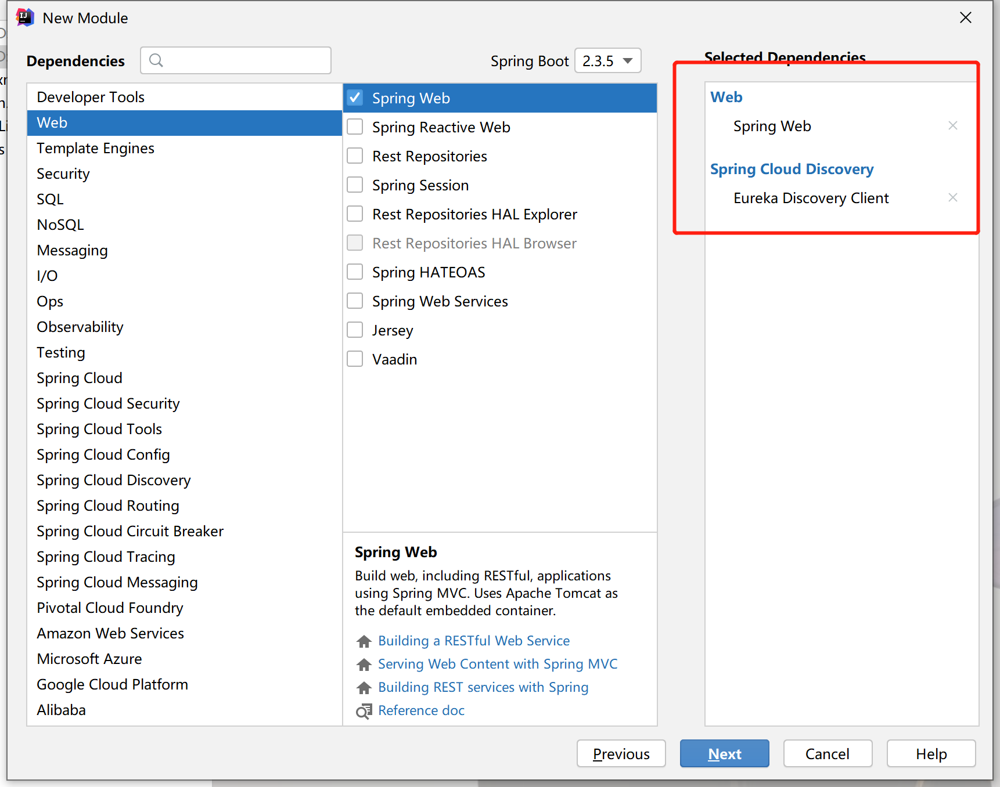 New Module
Dependencies
Spring Boot 2.3.5
Selected Dependencies
Developer Tools
Web
Template Engines
Security
SQL
NoSQL
Messaging
I/O
Ops
Observability
Testing
Spring Cloud
Spring Cloud Security
Spring Cloud Tools
Spring Cloud Config
Spring Cloud Discovery
Spring Cloud Routing
Spring Cloud Circuit Breaker
Spring Cloud Tracing
Spring Cloud Messaging
Pivotal Cloud Foundry
Amazon Web Services
Microsoft Azure
Google Cloud Platform
Alibaba
Spring Web
Spring Reactive Web
Rest Repositories
Spring Session
Rest Repositories HAL Explorer
Rest Repositories HAL Browser
Spring HATEOAS
Spring Web Services
Jersey
Vaadin
Spring Web
Build web, including RESTful, applications
using Spring MVC. Uses Apache Tomcat as
the default embedded container.
Building a RESTful Web Service
Serving Web Content with Spring MVC
Building REST services with Spring
Reference doc
Web
Spring Web
Spring Cloud Discovery
Eureka Discovery Client
Previous
Next
Cancel
Help